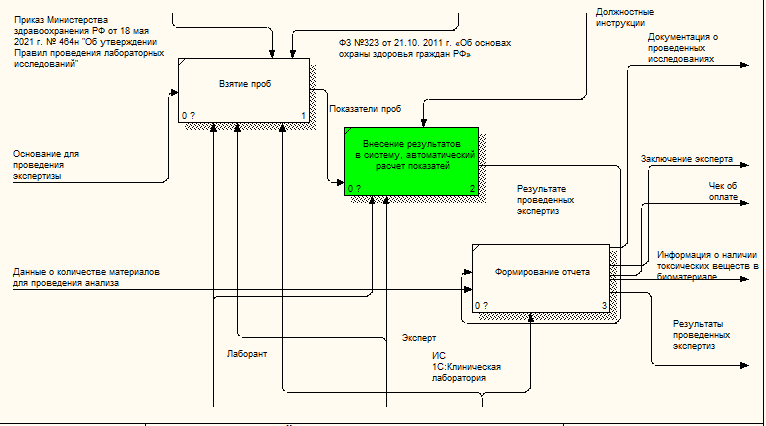 Приказ Министерства
здравоохранения РФ от 18 мая
2021 г. № 464н "Об утверждении
Правил проведения лабораторных
исследований"
ФЗ №323 от 21.10. 2011 г. «Об основах
охраны здоровья граждан РФ»
Должностные
инструкции
Документация о
проведенных
исследованиях
Взятие проб
0 ?
1
Показатели проб
Внесение результатов
в систему, автоматический
расчет показатей
0 ?
2
Основание для
проведения
экспертизы
Заключение эксперта
Чек об
оплате
Результате
проведенных
экспертиз
Информация о наличии
токсических веществ в
биоматериале
Данные о количестве материалов
для проведения анализа
Формирование отчета
0 ?
3
Результаты
проведенных
экспертиз
Эксперт
Лаборант
ИС
1С:Клиническая
лаборатория